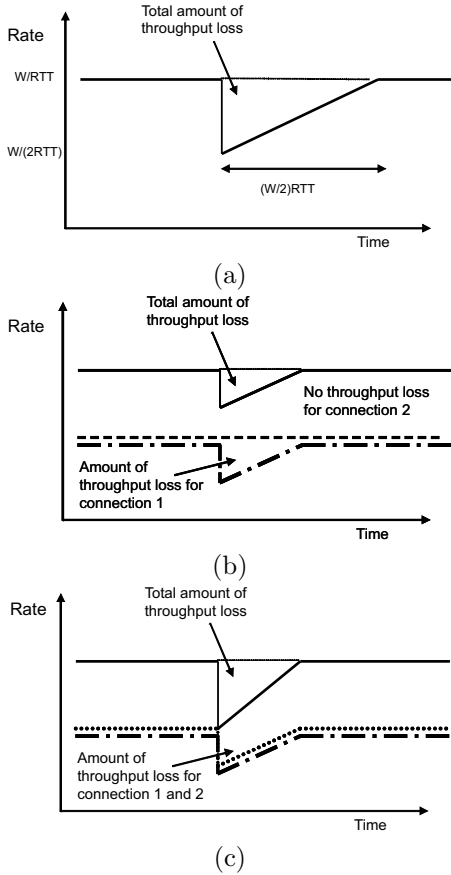 Total amount of
throughput loss
Rate
W/RTT
W/(2RTT)
(W/2)RTT
Time
(a)
Total amount of
throughput loss
Rate
No throughput loss
for connection 2
Amount of
throughput loss for
connection 1
Time
(b)
Total amount of
throughput loss
Rate
Amount of
throughput loss for
connection 1 and 2
Time
(c)